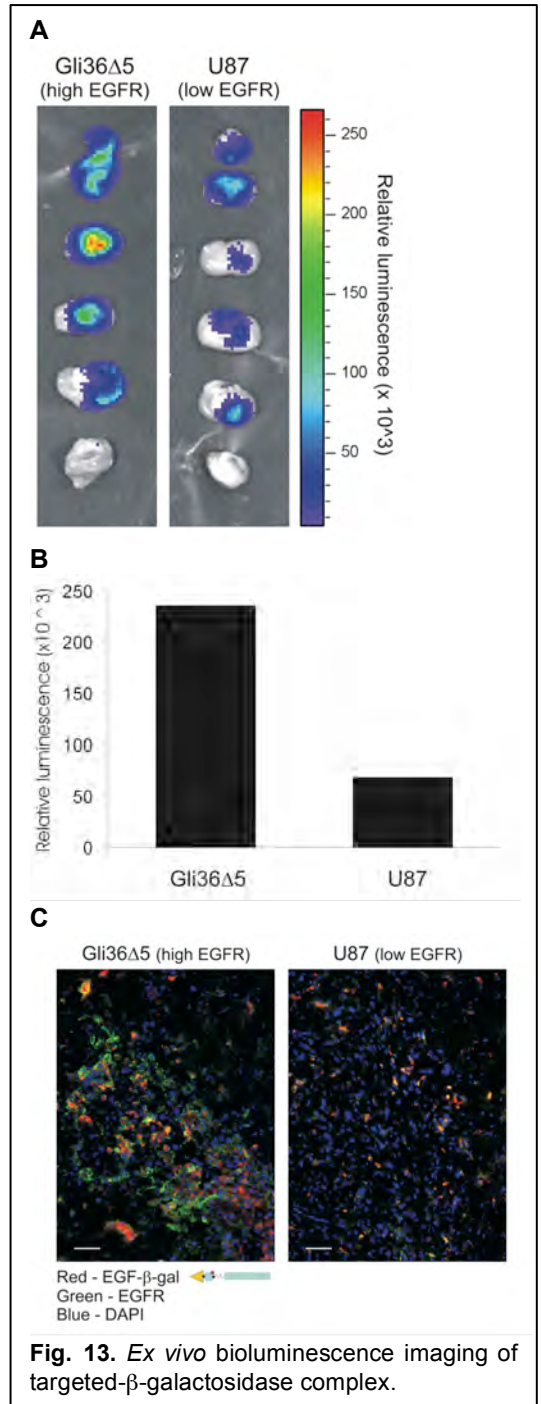 A
Gli36Δ5 U87
(high EGFR) (low EGFR)
250
200
150
100
50
Relative luminescence (x 10^3)
B
Relative luminescence (x10 ^ 3)
250
200
150
100
50
0
Gli36Δ5 U87
C
Gli36Δ5 (high EGFR) U87 (low EGFR)
Red - EGF-β-gal
Green - EGFR
Blue - DAPI
Fig. 13. Ex vivo bioluminescence imaging of
targeted-β-galactosidase complex.